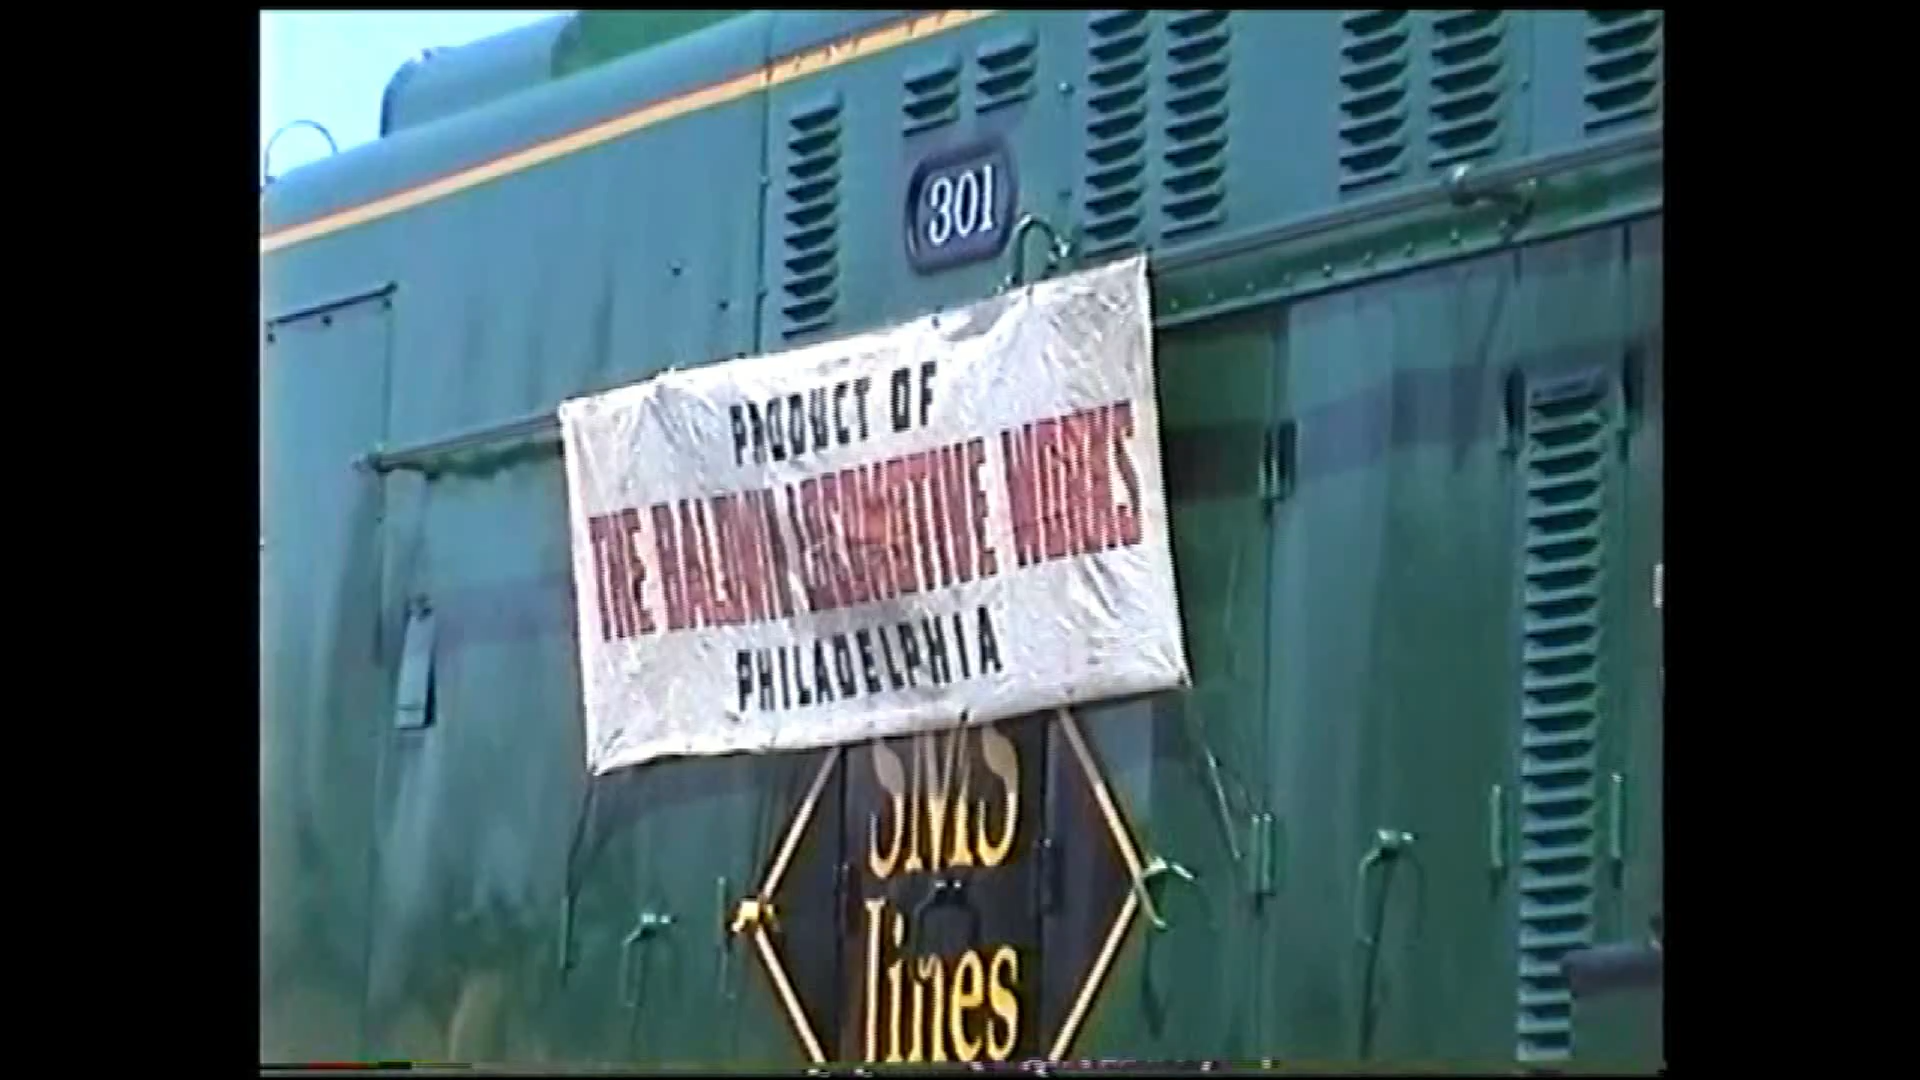 301
PRODUCT OF
THE BALDWIN LOCOMOTIVE WORKS
PHILADELPHIA
SMS
lines